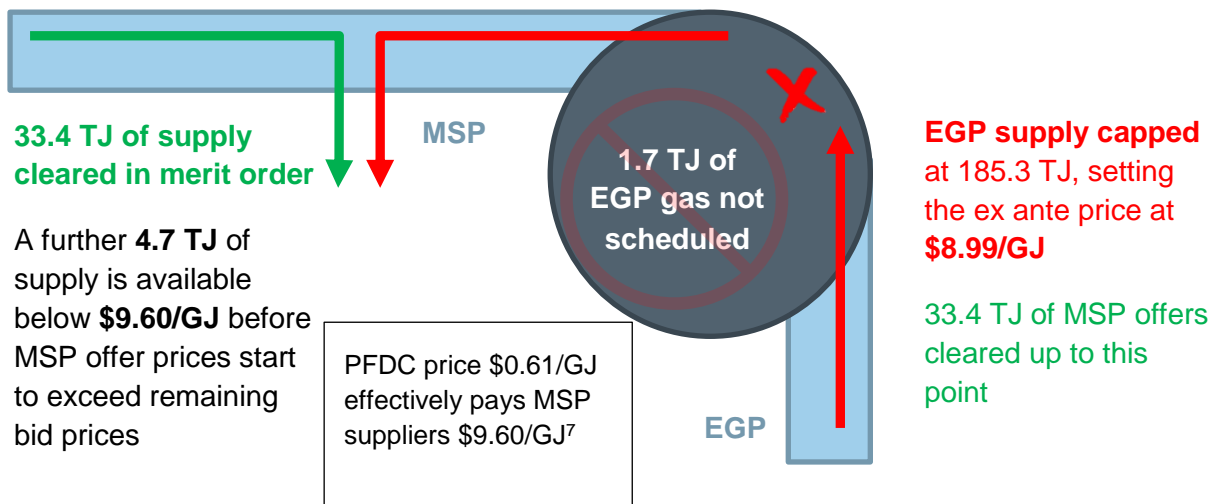 33.4 TJ of supply
cleared in merit order
A further 4.7 TJ of
supply is available
below $9.60/GJ before
MSP offer prices start
to exceed remaining
bid prices
MSP
PFDC price $0.61/GJ
effectively pays MSP
suppliers $9.60/GJ⁷
1.7 TJ of
EGP gas not
scheduled
EGP
EGP supply capped
at 185.3 TJ, setting
the ex ante price at
$8.99/GJ
33.4 TJ of MSP offers
cleared up to this
point